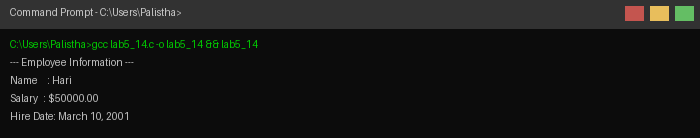 Command Prompt - C:\Users\Palistha>
C:\Users\Palistha>gcc lab5_14.c -o lab5_14 && lab5_14
--- Employee Information ---
Name    : Hari
Salary  : $50000.00
Hire Date: March 10, 2001